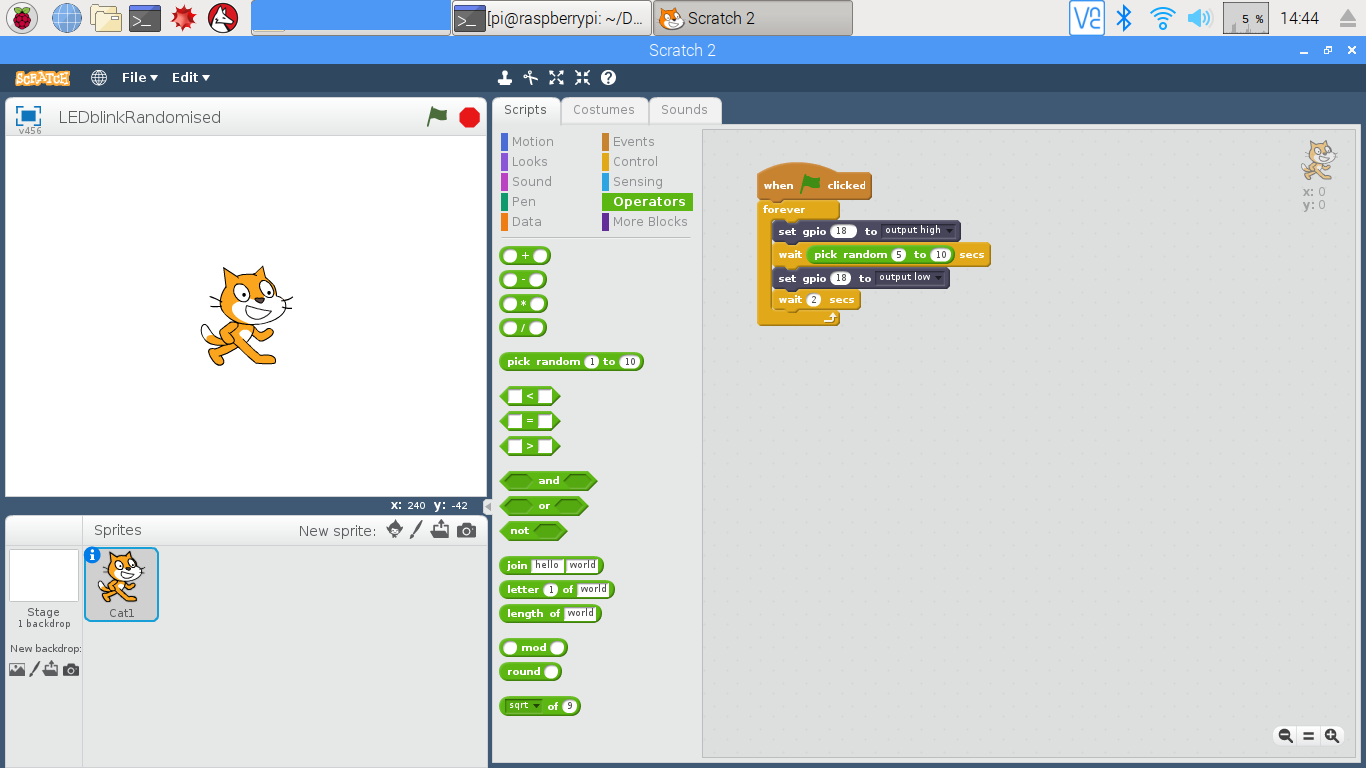 [pi@raspberrypi: ~/D...
Scratch 2
5 %
14:44
Scratch 2
SCRATCH
File
Edit
LEDblinkRandomised
v456
x: 240 y: -42
Sprites
New sprite:
Stage
1 backdrop
New backdrop:
Cat1
Scripts
Costumes
Sounds
Motion
Events
Looks
Control
Sound
Sensing
Pen
Operators
Data
More Blocks
+
-
*
/
pick random 1 to 10
<
=
>
and
or
not
join hello world
letter 1 of world
length of world
mod
round
sqrt of 9
when clicked
forever
set gpio 18 to output high
wait pick random 5 to 10 secs
set gpio 18 to output low
wait 2 secs
x: 0
y: 0